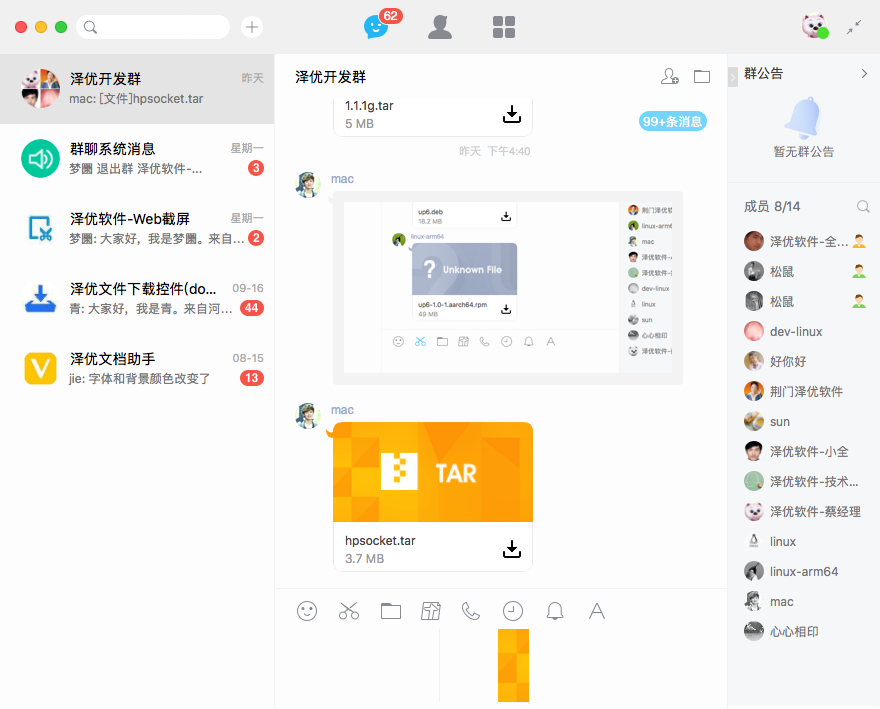 62
泽优开发群
昨天
mac: [文件]hpsocket.tar
群聊系统消息
星期一
梦圈 退出群 泽优软件-...
3
泽优软件-Web截屏
星期一
梦圈: 大家好，我是梦圈。来自...
2
泽优文件下载控件(do...
09-16
青: 大家好，我是青。来自河...
44
泽优文档助手
08-15
jie: 字体和背景颜色改变了
13
泽优开发群
1.1.1g.tar
5 MB
99+条消息
昨天 下午4:40
mac
up6.deb
18.2 MB
linux-arm64
? Unknown File
up6-1.0-1.aarch64.rpm
49 MB
荆门泽优软
linux-arm6
mac
泽优软件-小
泽优软件-技
dev-linux
linux
sun
心心相印
泽优软件-蔡
mac
TAR
hpsocket.tar
3.7 MB
群公告
暂无群公告
成员 8/14
泽优软件-全...
松鼠
松鼠
dev-linux
好你好
荆门泽优软件
sun
泽优软件-小全
泽优软件-技术...
泽优软件-蔡经理
linux
linux-arm64
mac
心心相印